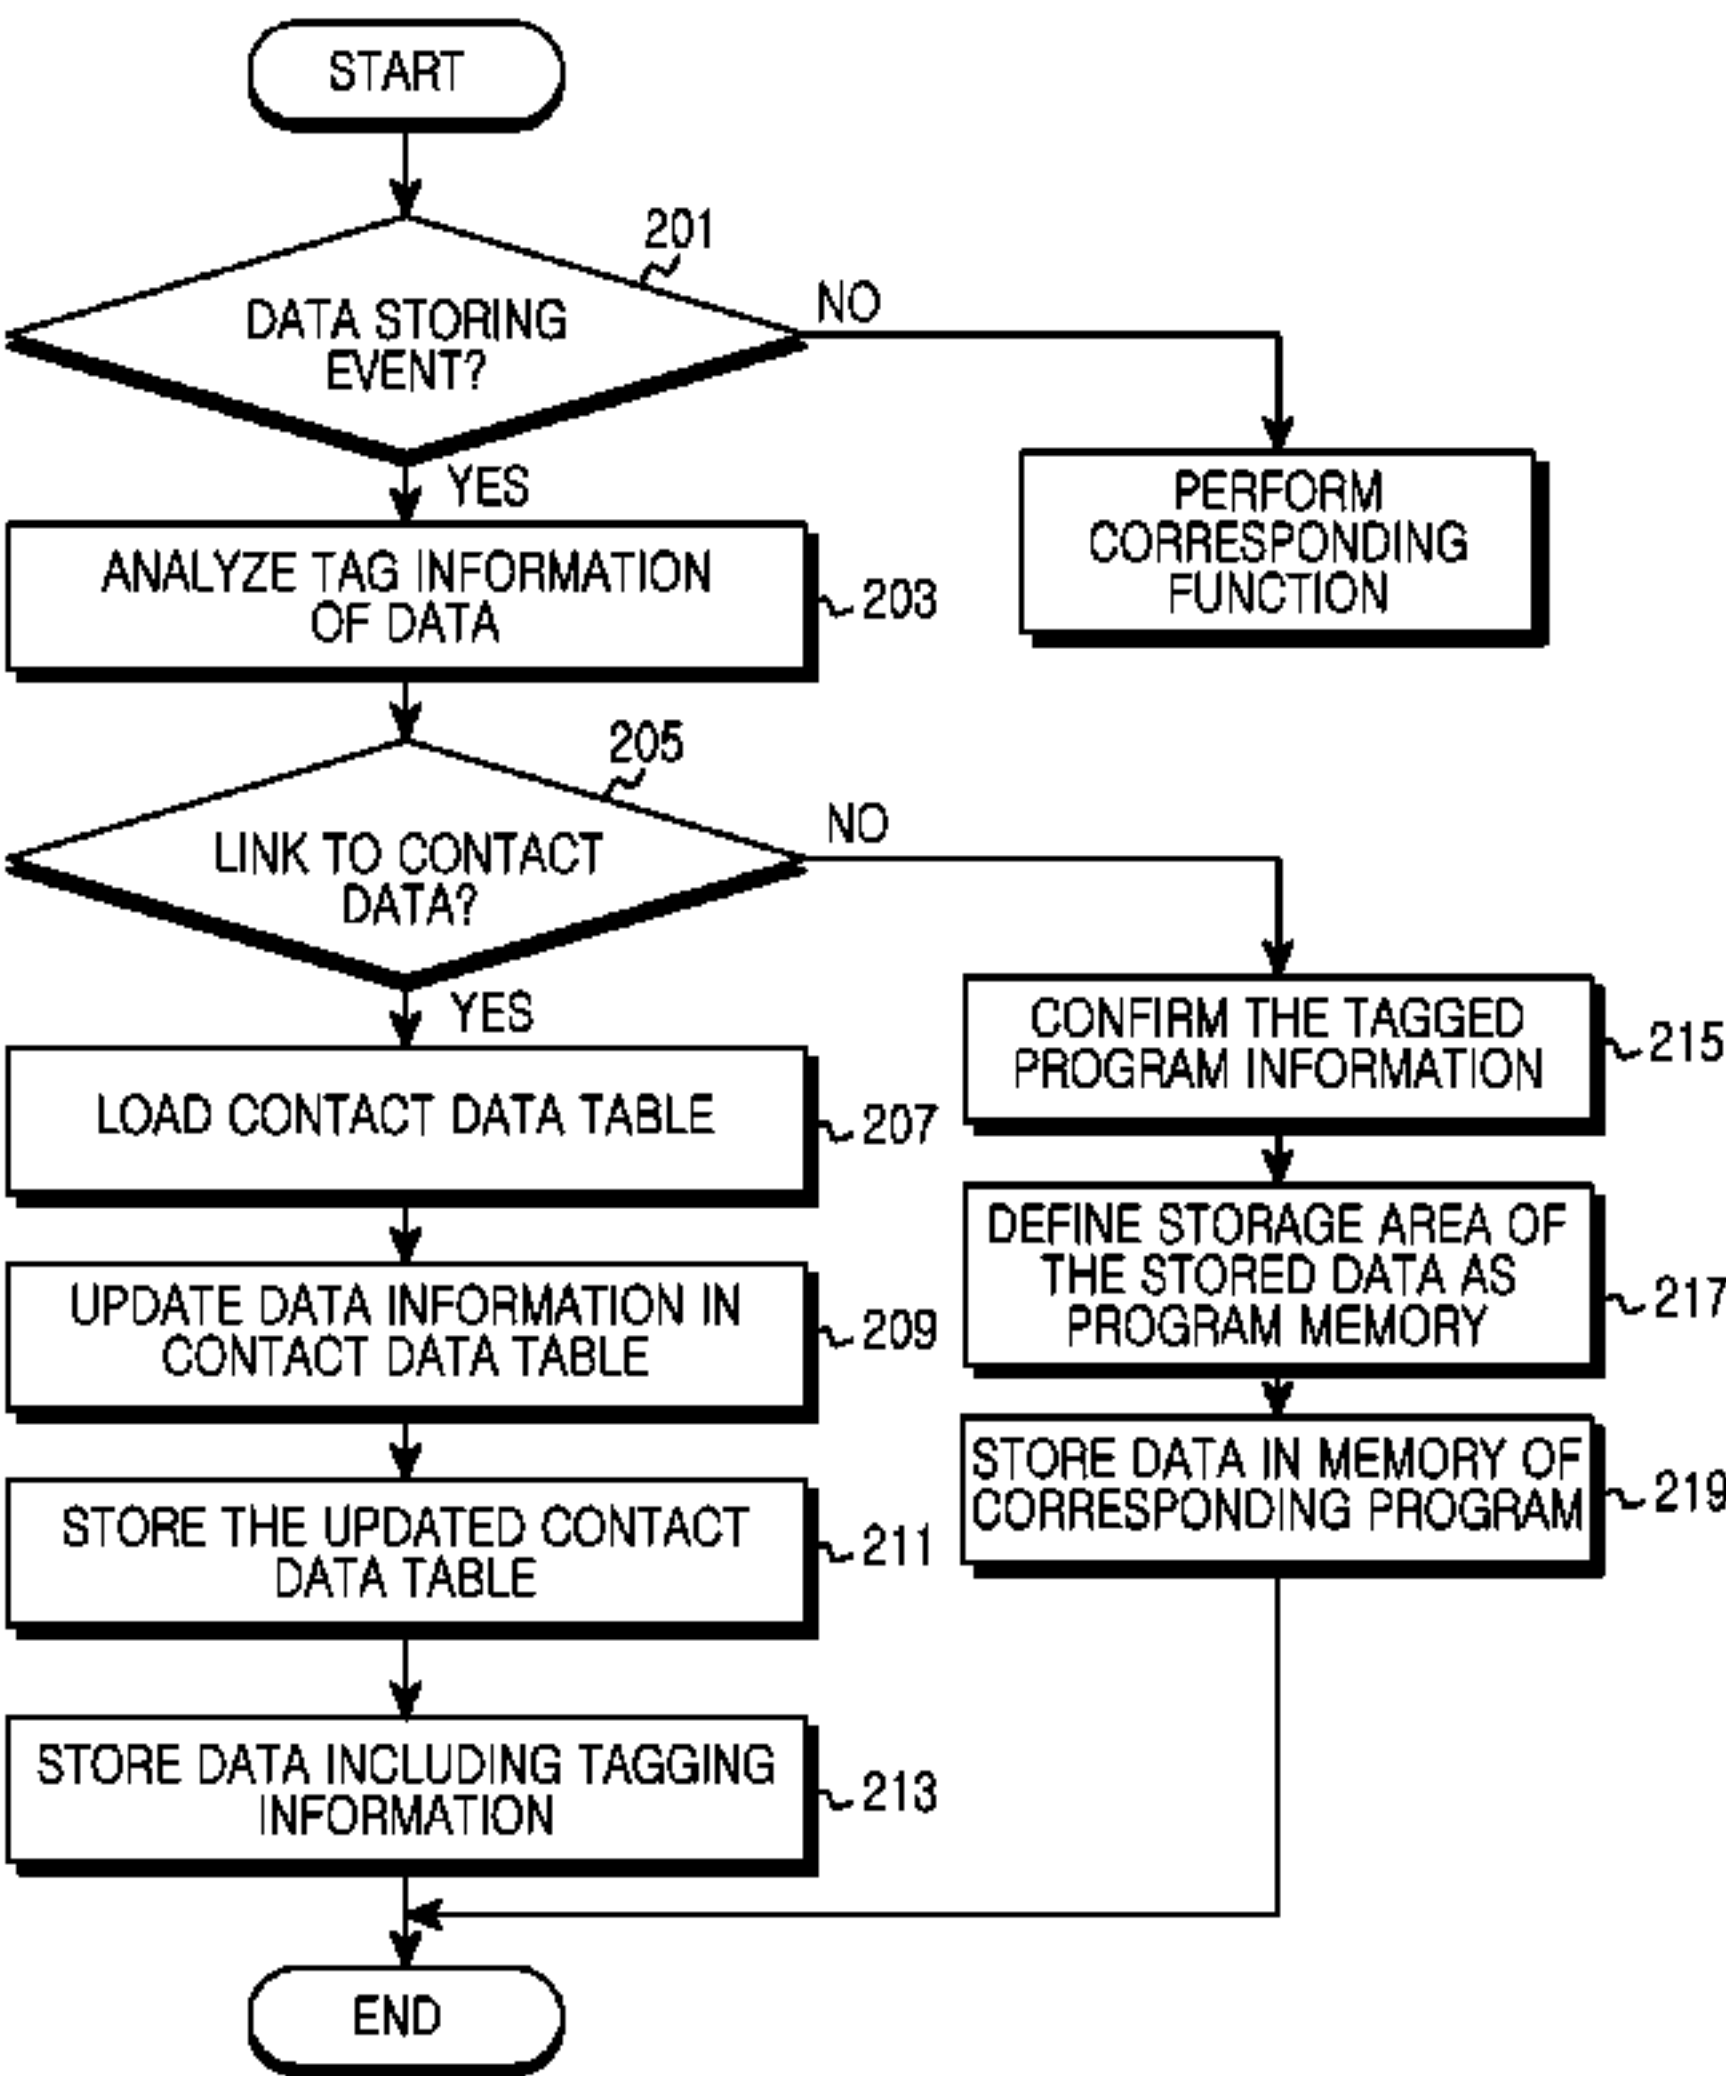 START
201
DATA STORING
EVENT?
NO
YES
PERFORM
CORRESPONDING
FUNCTION
ANALYZE TAG INFORMATION
OF DATA
203
205
LINK TO CONTACT
DATA?
NO
YES
LOAD CONTACT DATA TABLE
207
CONFIRM THE TAGGED
PROGRAM INFORMATION
215
UPDATE DATA INFORMATION IN
CONTACT DATA TABLE
209
DEFINE STORAGE AREA OF
THE STORED DATA AS
PROGRAM MEMORY
217
STORE THE UPDATED CONTACT
DATA TABLE
211
STORE DATA IN MEMORY OF
CORRESPONDING PROGRAM
219
STORE DATA INCLUDING TAGGING
INFORMATION
213
END